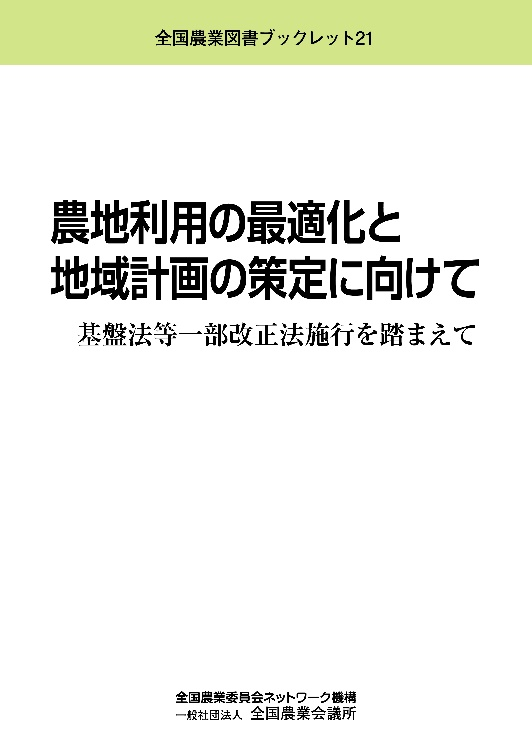 全国農業図書ブックレット21
農地利用の最適化と
地域計画の策定に向けて
基盤法等一部改正法施行を踏まえて
全国農業委員会ネットワーク機構
一般社団法人 全国農業会議所